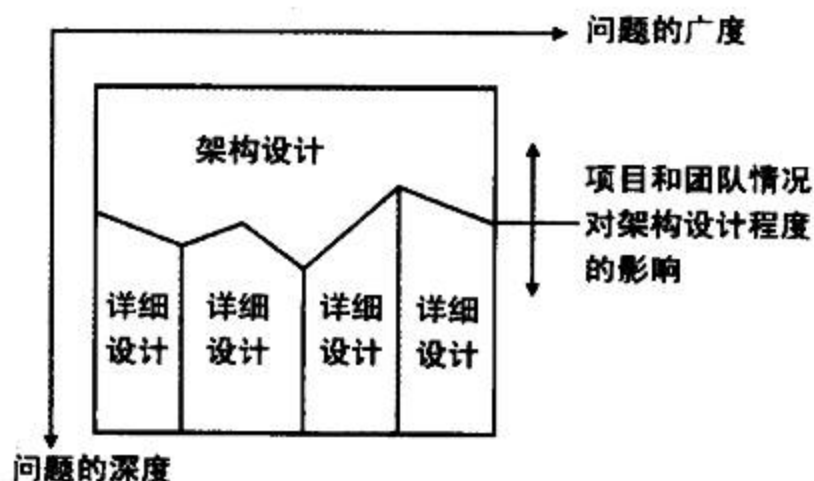 问题的广度
架构设计
项目和团队情况
对架构设计程度
的影响
详细
设计
详细
设计
详细
设计
详细
设计
问题的深度